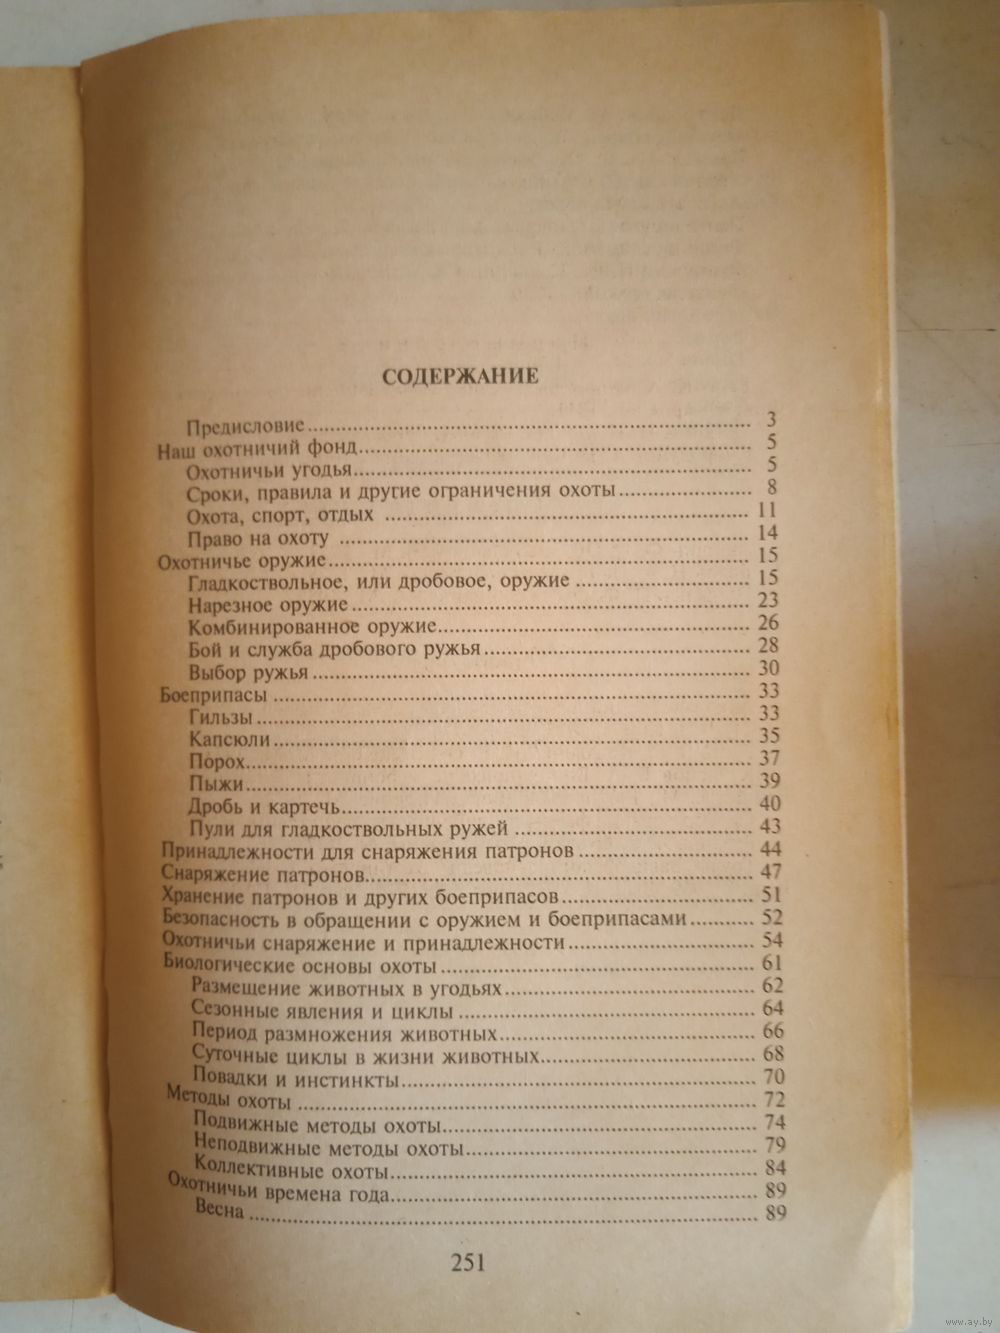 СОДЕРЖАНИЕ
Предисловие 3
Наш охотничий фонд 5
Охотничьи угодья 5
Сроки, правила и другие ограничения охоты 8
Охота, спорт, отдых 11
Право на охоту 14
Охотничье оружие 15
Гладкоствольное, или дробовое, оружие 15
Нарезное оружие 23
Комбинированное оружие 26
Бой и служба дробового ружья 28
Выбор ружья 30
Боеприпасы 33
Гильзы 33
Капсюли 35
Порох 37
Пыжи 39
Дробь и картечь 40
Пули для гладкоствольных ружей 43
Принадлежности для снаряжения патронов 44
Снаряжение патронов 47
Хранение патронов и других боеприпасов 51
Безопасность в обращении с оружием и боеприпасами 52
Охотничьи снаряжение и принадлежности 54
Биологические основы охоты 61
Размещение животных в угодьях 62
Сезонные явления и циклы 64
Период размножения животных 66
Суточные циклы в жизни животных 68
Повадки и инстинкты 70
Методы охоты 72
Подвижные методы охоты 74
Неподвижные методы охоты 79
Коллективные охоты 84
Охотничьи времена года 89
Весна 89
251
www.ay.by